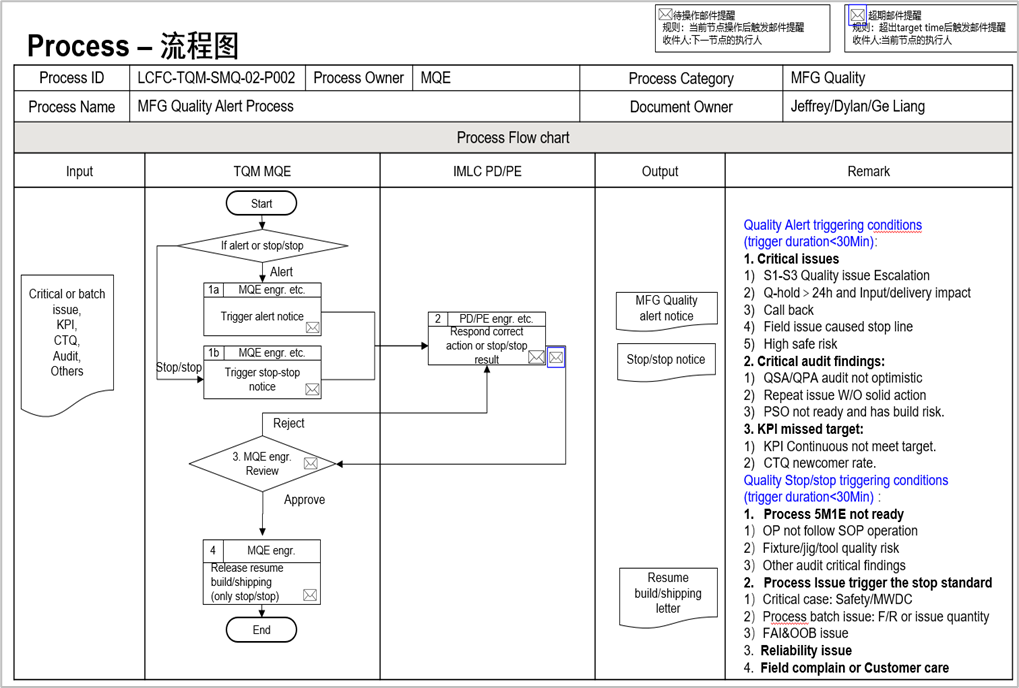 待操作邮件提醒
规则：当前节点操作后触发邮件提醒
收件人:下一节点的执行人
超期邮件提醒
规则：超出target time后触发邮件提醒
收件人:当前节点的执行人
Process – 流程图
Process ID LCFC-TQM-SMQ-02-P002 Process Owner MQE Process Category MFG Quality
Process Name MFG Quality Alert Process Document Owner Jeffrey/Dylan/Ge Liang
Process Flow chart
Input TQM MQE IMLC PD/PE Output Remark
Critical or batch
issue,
KPI,
CTQ,
Audit,
Others
Start
If alert or stop/stop
Alert
1a MQE engr. etc.
Trigger alert notice
1b MQE engr. etc.
Trigger stop-stop
notice
Stop/stop
2 PD/PE engr. etc.
Respond correct
action or stop/stop
result
Reject
3. MQE engr.
Review
Approve
4 MQE engr.
Release resume
build/shipping
(only stop/stop)
End
MFG Quality
alert notice
Stop/stop notice
Resume
build/shipping
letter
Quality Alert triggering conditions
(trigger duration<30Min)：
1. Critical issues
1) S1-S3 Quality issue Escalation
2) Q-hold﹥24h and Input/delivery impact
3) Call back
4) Field issue caused stop line
5) High safe risk
2. Critical audit findings:
1) QSA/QPA audit not optimistic
2) Repeat issue W/O solid action
3) PSO not ready and has build risk.
3. KPI missed target:
1) KPI Continuous not meet target.
2) CTQ newcomer rate.
Quality Stop/stop triggering conditions
(trigger duration<30Min)：
1. Process 5M1E not ready
1) OP not follow SOP operation
2) Fixture/jig/tool quality risk
3) Other audit critical findings
2. Process Issue trigger the stop standard
1) Critical case: Safety/MWDC
2) Process batch issue: F/R or issue quantity
3) FAI&OOB issue
3. Reliability issue
4. Field complain or Customer care